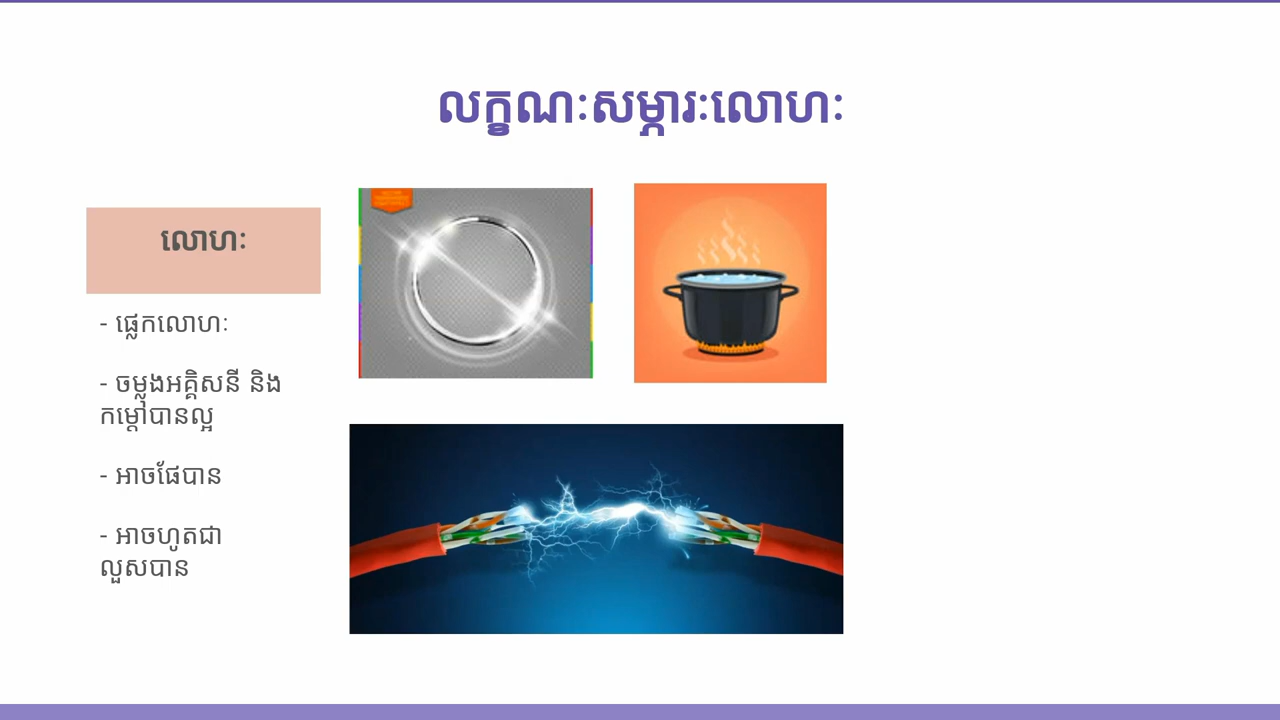 លក្ខណៈសម្ភារៈលោហៈ
លោហៈ
- ផ្លេកលោហៈ
- ចម្លងអគ្គិសនី និង
កម្ដៅបានល្អ
- អាចផែបាន
- អាចហូតជា
លួសបាន